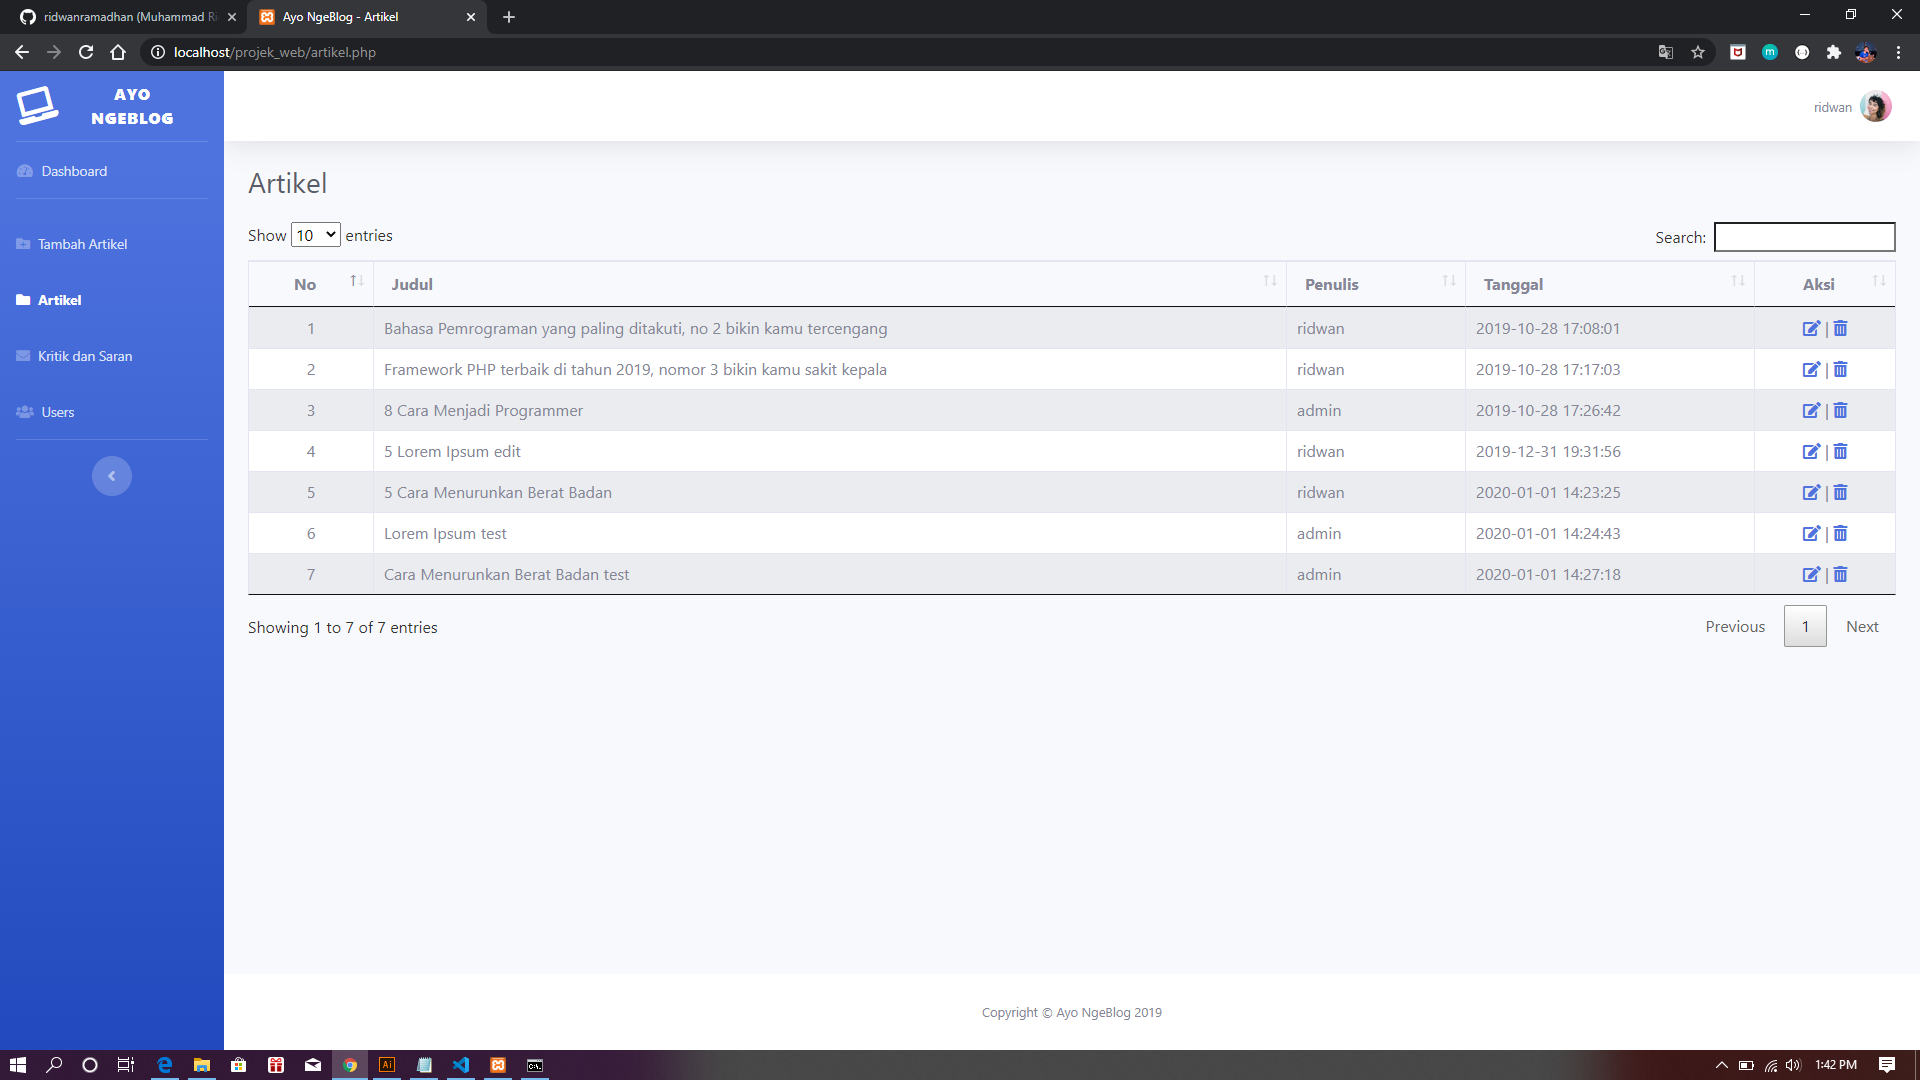 ridwanramadhan (Muhammad Ri
Ayo NgeBlog - Artikel
localhost/projek_web/artikel.php
AYO
NGEBLOG
ridwan
Dashboard
Tambah Artikel
Artikel
Kritik dan Saran
Users
Artikel
Show 10 entries
Search:
No Judul Penulis Tanggal Aksi
1 Bahasa Pemrograman yang paling ditakuti, no 2 bikin kamu tercengang ridwan 2019-10-28 17:08:01 |
2 Framework PHP terbaik di tahun 2019, nomor 3 bikin kamu sakit kepala ridwan 2019-10-28 17:17:03 |
3 8 Cara Menjadi Programmer admin 2019-10-28 17:26:42 |
4 5 Lorem Ipsum edit ridwan 2019-12-31 19:31:56 |
5 5 Cara Menurunkan Berat Badan ridwan 2020-01-01 14:23:25 |
6 Lorem Ipsum test admin 2020-01-01 14:24:43 |
7 Cara Menurunkan Berat Badan test admin 2020-01-01 14:27:18 |
Showing 1 to 7 of 7 entries
Previous 1 Next
Copyright © Ayo NgeBlog 2019
Ai
1:42 PM